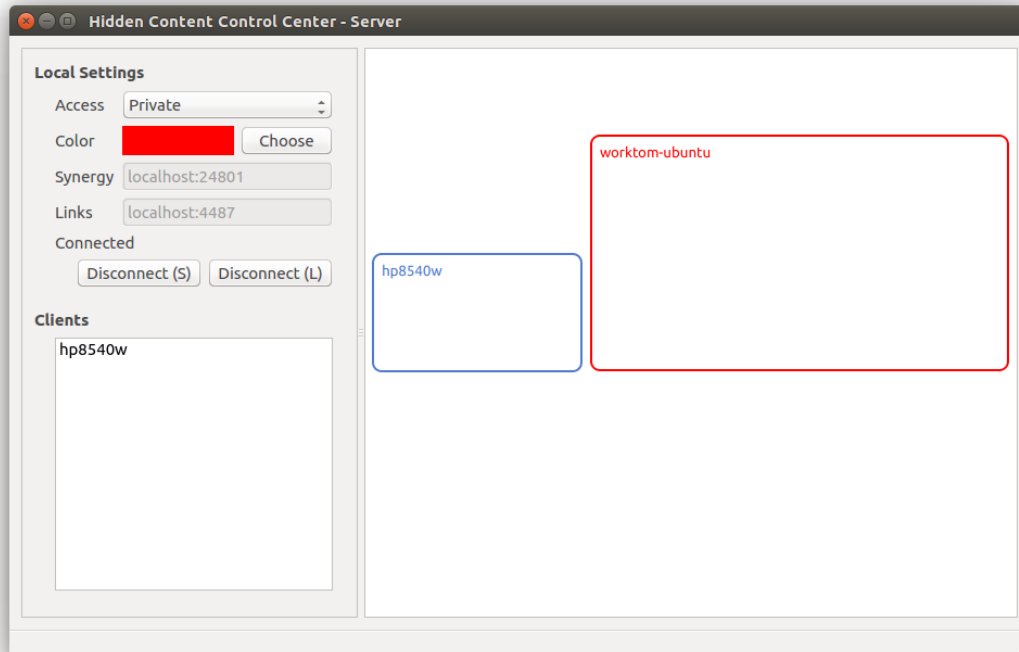 Hidden Content Control Center - Server
Local Settings
Access Private
Color Choose
Synergy localhost:24801
Links localhost:4487
Connected
Disconnect (S) Disconnect (L)
Clients
hp8540w
worktom-ubuntu
hp8540w